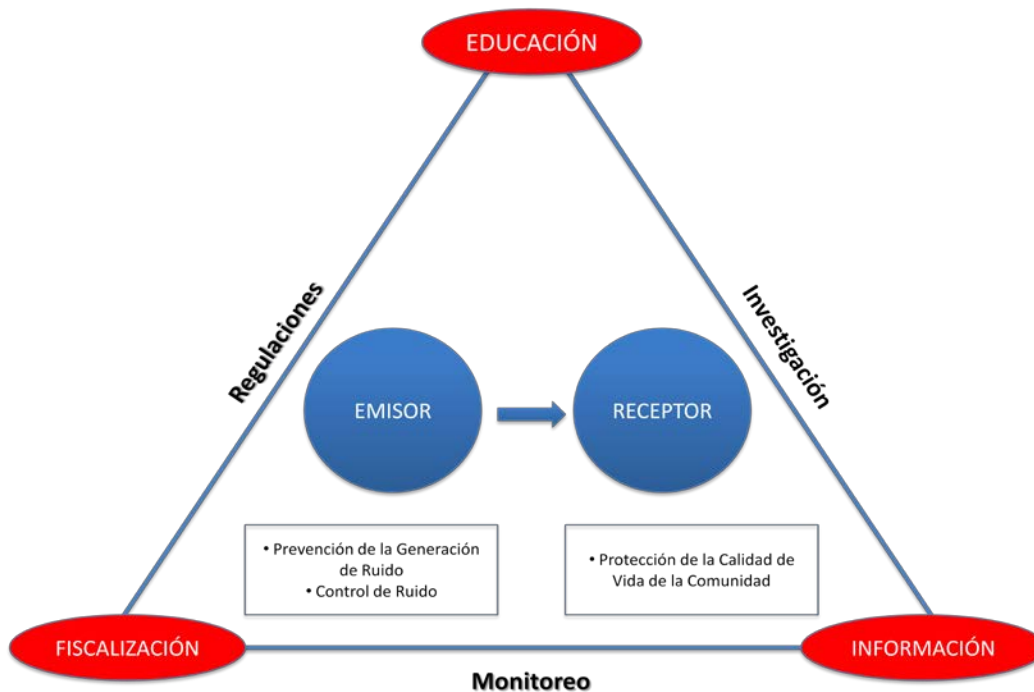 EDUCACIÓN
Regulaciones
Investigación
EMISOR
RECEPTOR
• Prevención de la Generación
de Ruido
• Control de Ruido
• Protección de la Calidad de
Vida de la Comunidad
FISCALIZACIÓN
INFORMACIÓN
Monitoreo